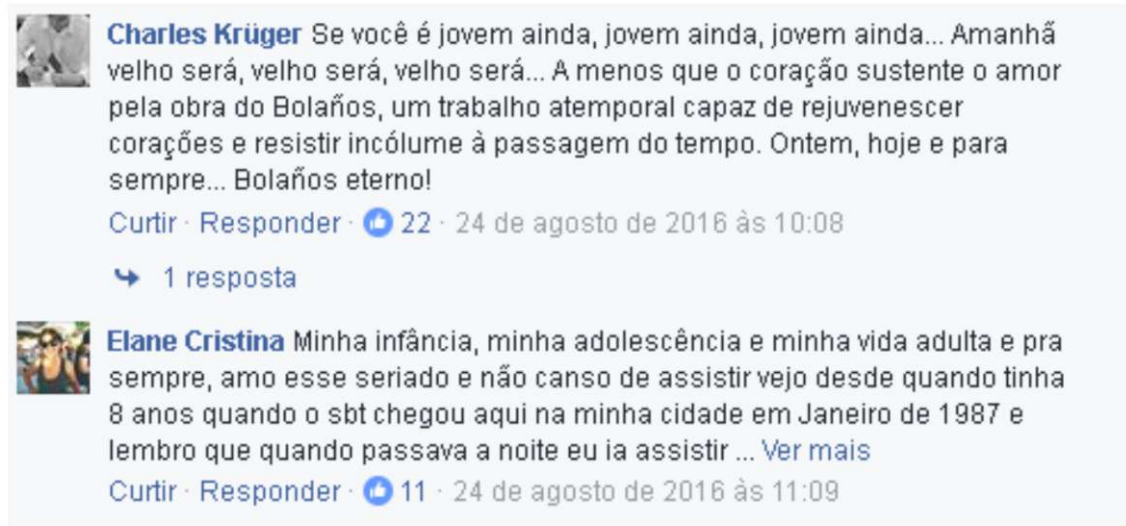 Charles Krüger Se você é jovem ainda, jovem ainda, jovem ainda... Amanhã
velho será, velho será, velho será... A menos que o coração sustente o amor
pela obra do Bolaños, um trabalho atemporal capaz de rejuvenescer
corações e resistir incólume à passagem do tempo. Ontem, hoje e para
sempre... Bolaños eterno!
Curtir · Responder · 22 · 24 de agosto de 2016 às 10:08
1 resposta
Elane Cristina Minha infância, minha adolescência e minha vida adulta e pra
sempre, amo esse seriado e não canso de assistir vejo desde quando tinha
8 anos quando o sbt chegou aqui na minha cidade em Janeiro de 1987 e
lembro que quando passava a noite eu ia assistir ... Ver mais
Curtir · Responder · 11 · 24 de agosto de 2016 às 11:09